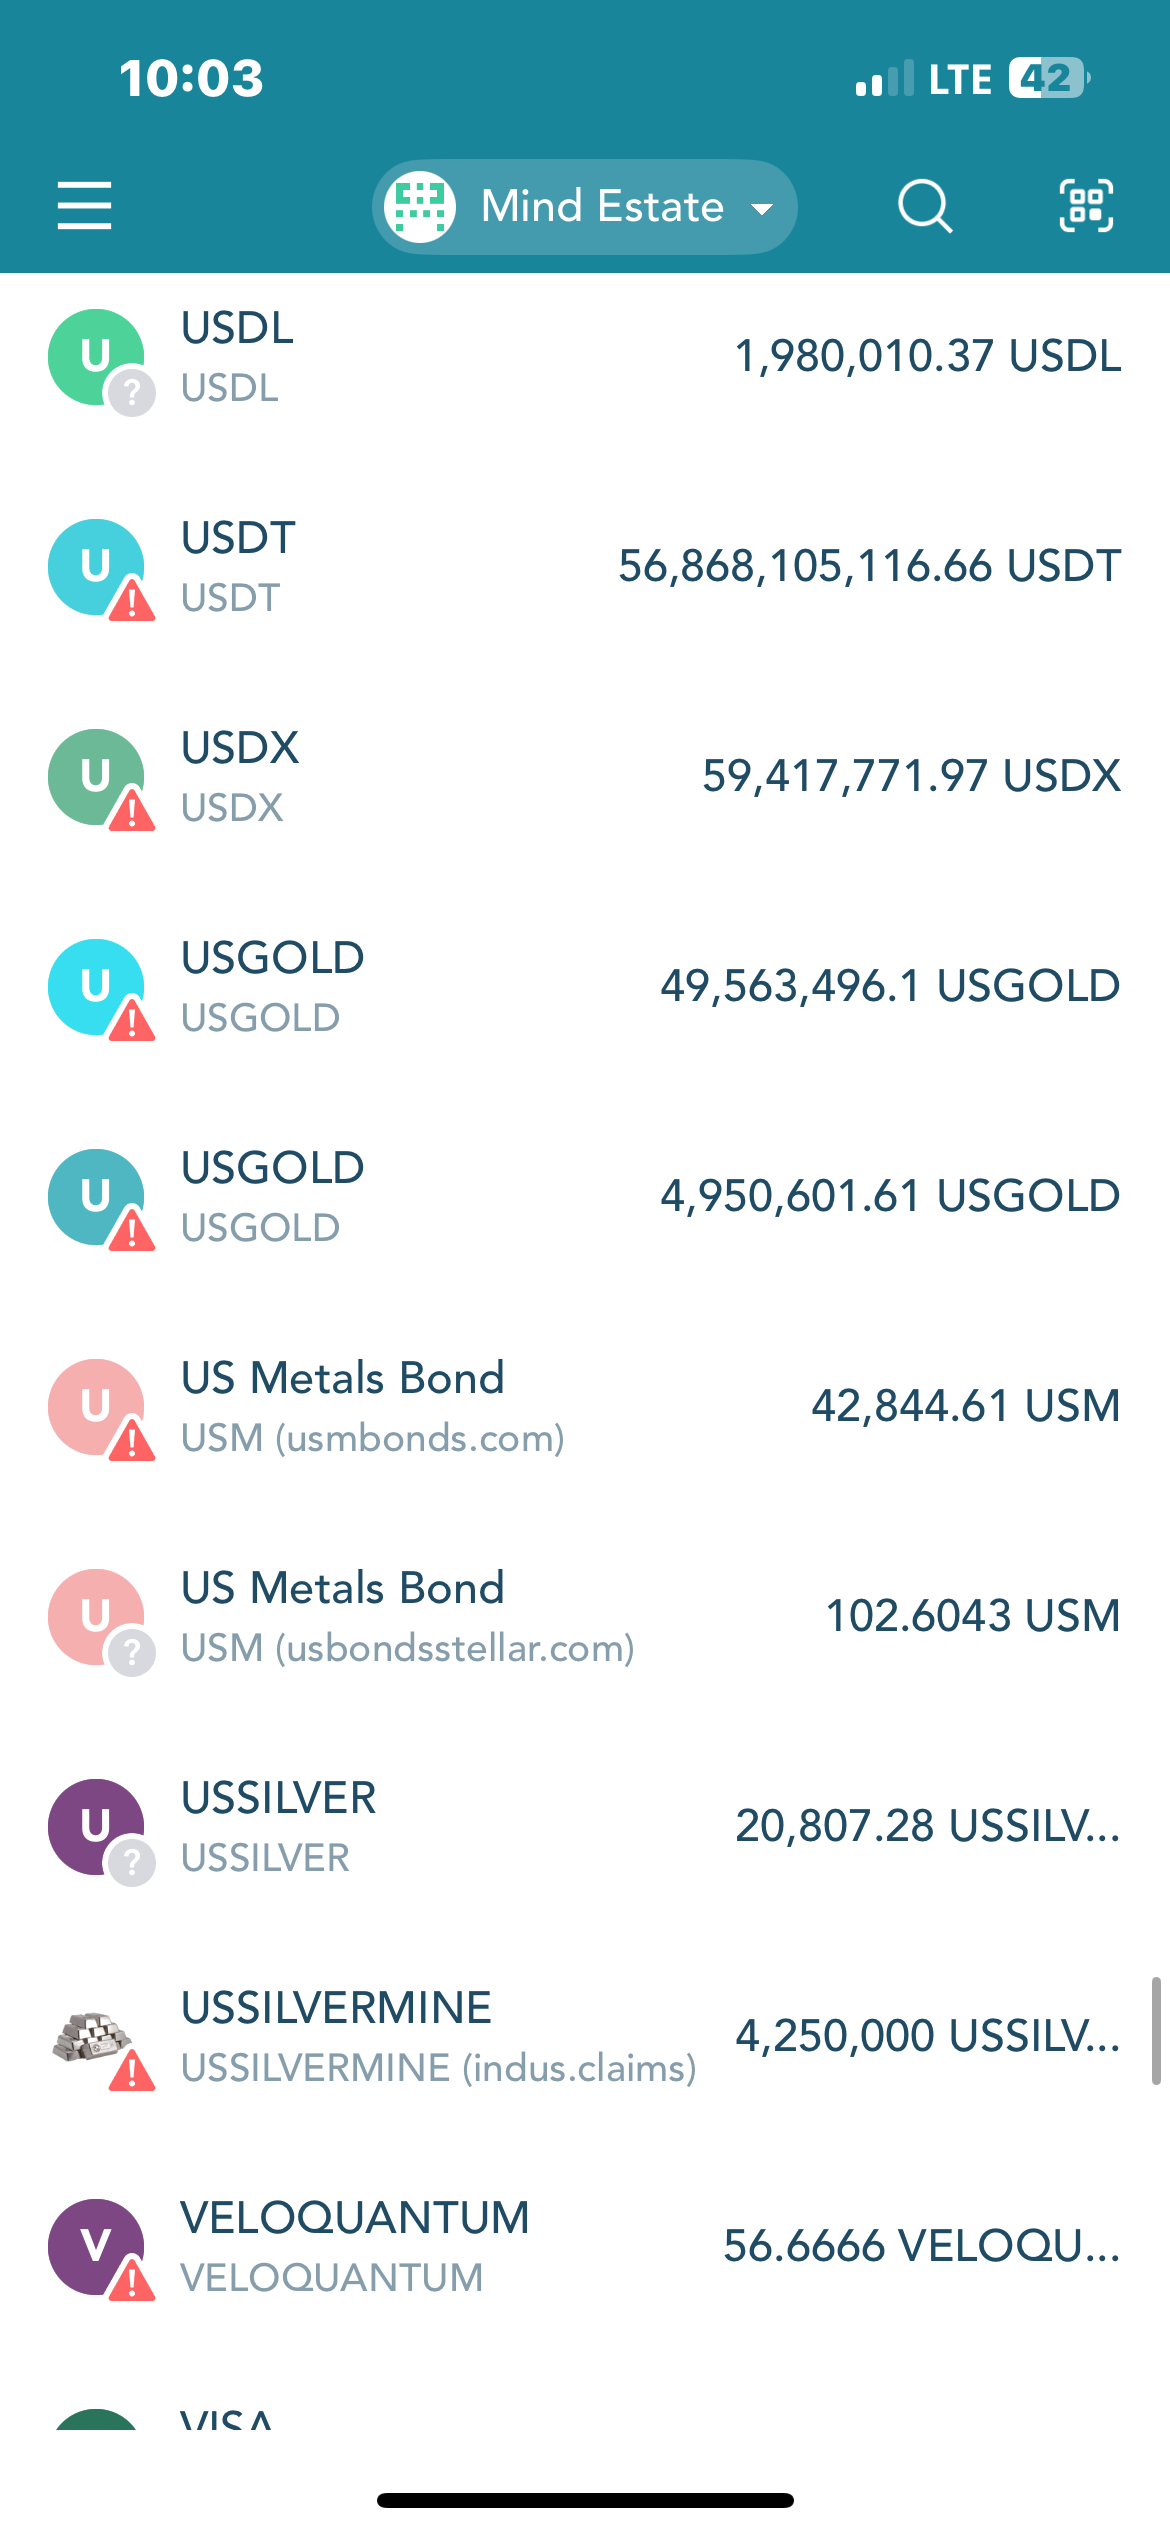 10:03
LTE 42
Mind Estate
U
USDL
USDL
1,980,010.37 USDL
U
USDT
USDT
56,868,105,116.66 USDT
U
USDX
USDX
59,417,771.97 USDX
U
USGOLD
USGOLD
49,563,496.1 USGOLD
U
USGOLD
USGOLD
4,950,601.61 USGOLD
U
US Metals Bond
USM (usmbonds.com)
42,844.61 USM
U
US Metals Bond
USM (usbondsstellar.com)
102.6043 USM
U
USSILVER
USSILVER
20,807.28 USSILV...
USSILVERMINE
USSILVERMINE (indus.claims)
4,250,000 USSILV...
V
VELOQUANTUM
VELOQUANTUM
56.6666 VELOQU...
VISA